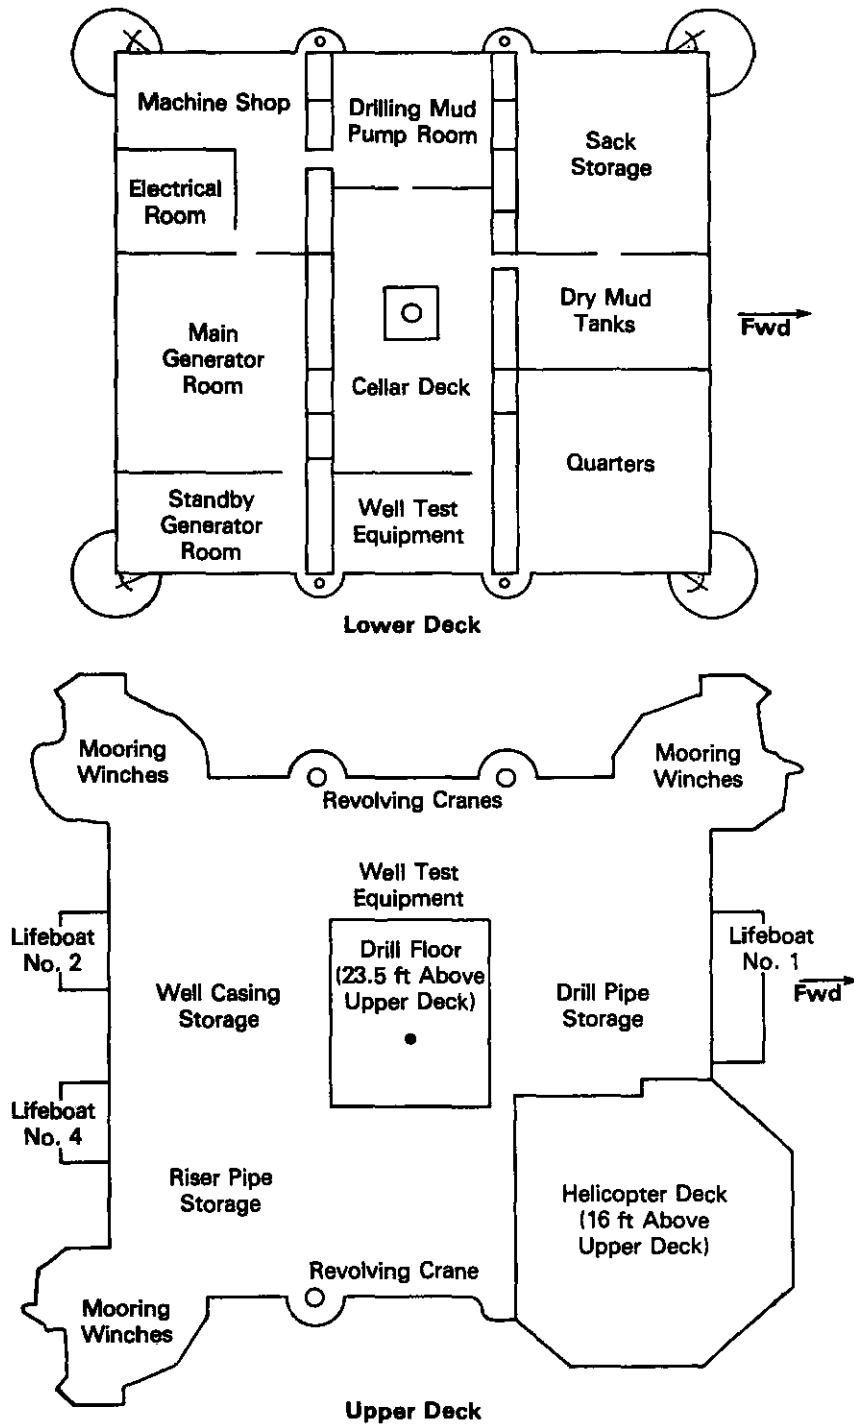 Machine Shop
Drilling Mud
Pump Room
Sack
Storage
Electrical
Room
Dry Mud
Tanks
Fwd
Main
Generator
Room
Cellar Deck
Quarters
Standby
Generator
Room
Well Test
Equipment
Lower Deck
Mooring
Winches
Mooring
Winches
Revolving Cranes
Well Test
Equipment
Lifeboat
No. 2
Drill Floor
(23.5 ft Above
Upper Deck)
Lifeboat
No. 1
Fwd
Well Casing
Storage
Drill Pipe
Storage
Lifeboat
No. 4
Riser Pipe
Storage
Helicopter Deck
(16 ft Above
Upper Deck)
Revolving Crane
Mooring
Winches
Upper Deck